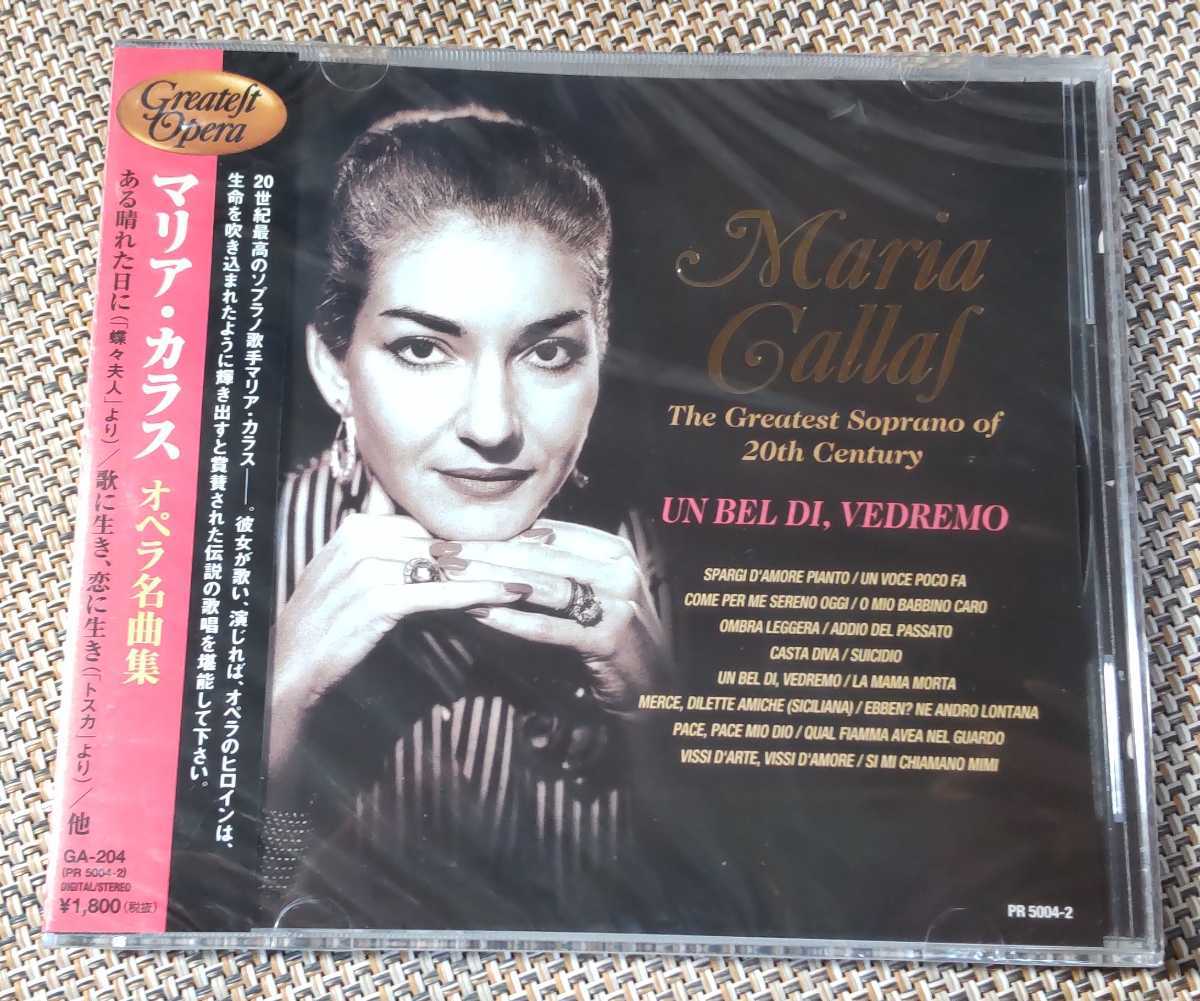 Greatest
Opera
マリア・カラス オペラ名曲集
ある晴れた日に(「蝶々夫人」より)/歌に生き、恋に生き(「トスカ」より)/他
GA-204
(PR 5004-2)
DIGITAL/STEREO
¥1,800(税抜)
20世紀最高のソプラノ歌手マリア・カラス——。彼女が歌い、演じれば、オペラのヒロインは、
生命を吹き込まれたように輝き出すと賞賛された伝説の歌唱を堪能して下さい。
Maria
Callas
The Greatest Soprano of
20th Century
UN BEL DI, VEDREMO
SPARGI D'AMORE PIANTO / UN VOCE POCO FA
COME PER ME SERENO OGGI / O MIO BABBINO CARO
OMBRA LEGGERA / ADDIO DEL PASSATO
CASTA DIVA / SUICIDIO
UN BEL DI, VEDREMO / LA MAMA MORTA
MERCE, DILETTE AMICHE (SICILIANA) / EBBEN? NE ANDRO LONTANA
PACE, PACE MIO DIO / QUAL FIAMMA AVEA NEL GUARDO
VISSI D'ARTE, VISSI D'AMORE / SI MI CHIAMANO MIMI
PR 5004-2